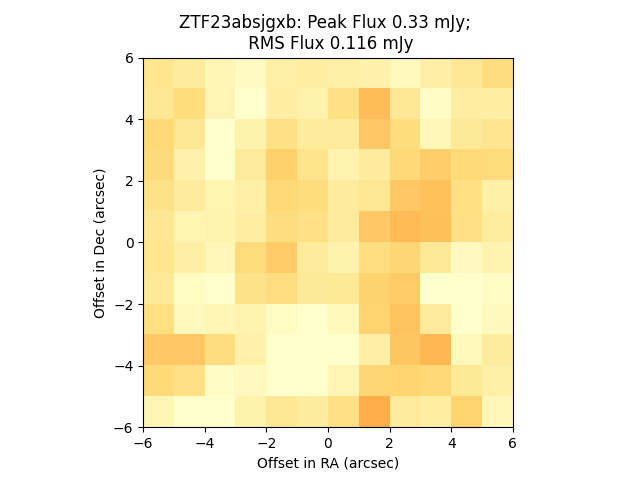 ZTF23absjgxb: Peak Flux 0.33 mJy;
RMS Flux 0.116 mJy
6
4
2
0
−2
−4
−6
Offset in Dec (arcsec)
−6 −4 −2 0 2 4 6
Offset in RA (arcsec)